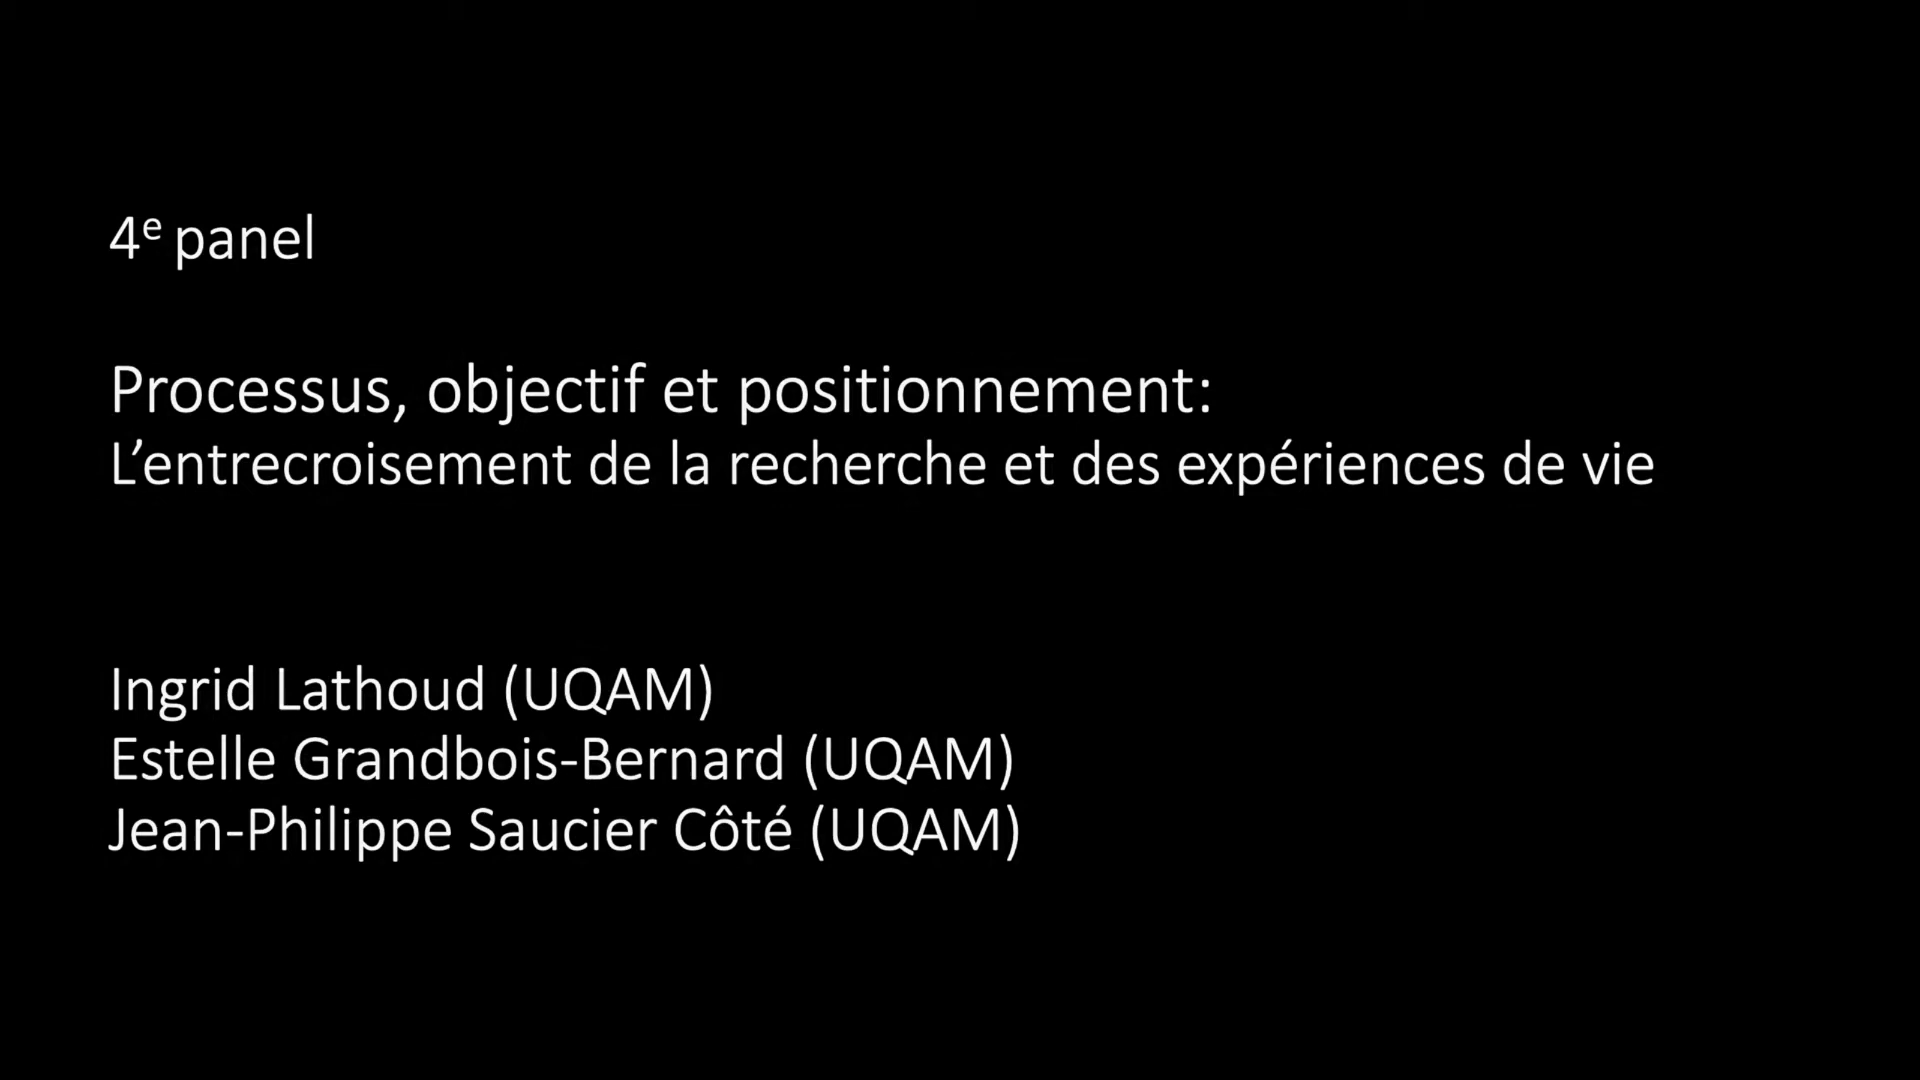 4e panel
Processus, objectif et positionnement:
L’entrecroisement de la recherche et des expériences de vie
Ingrid Lathoud (UQAM)
Estelle Grandbois-Bernard (UQAM)
Jean-Philippe Saucier Côté (UQAM)